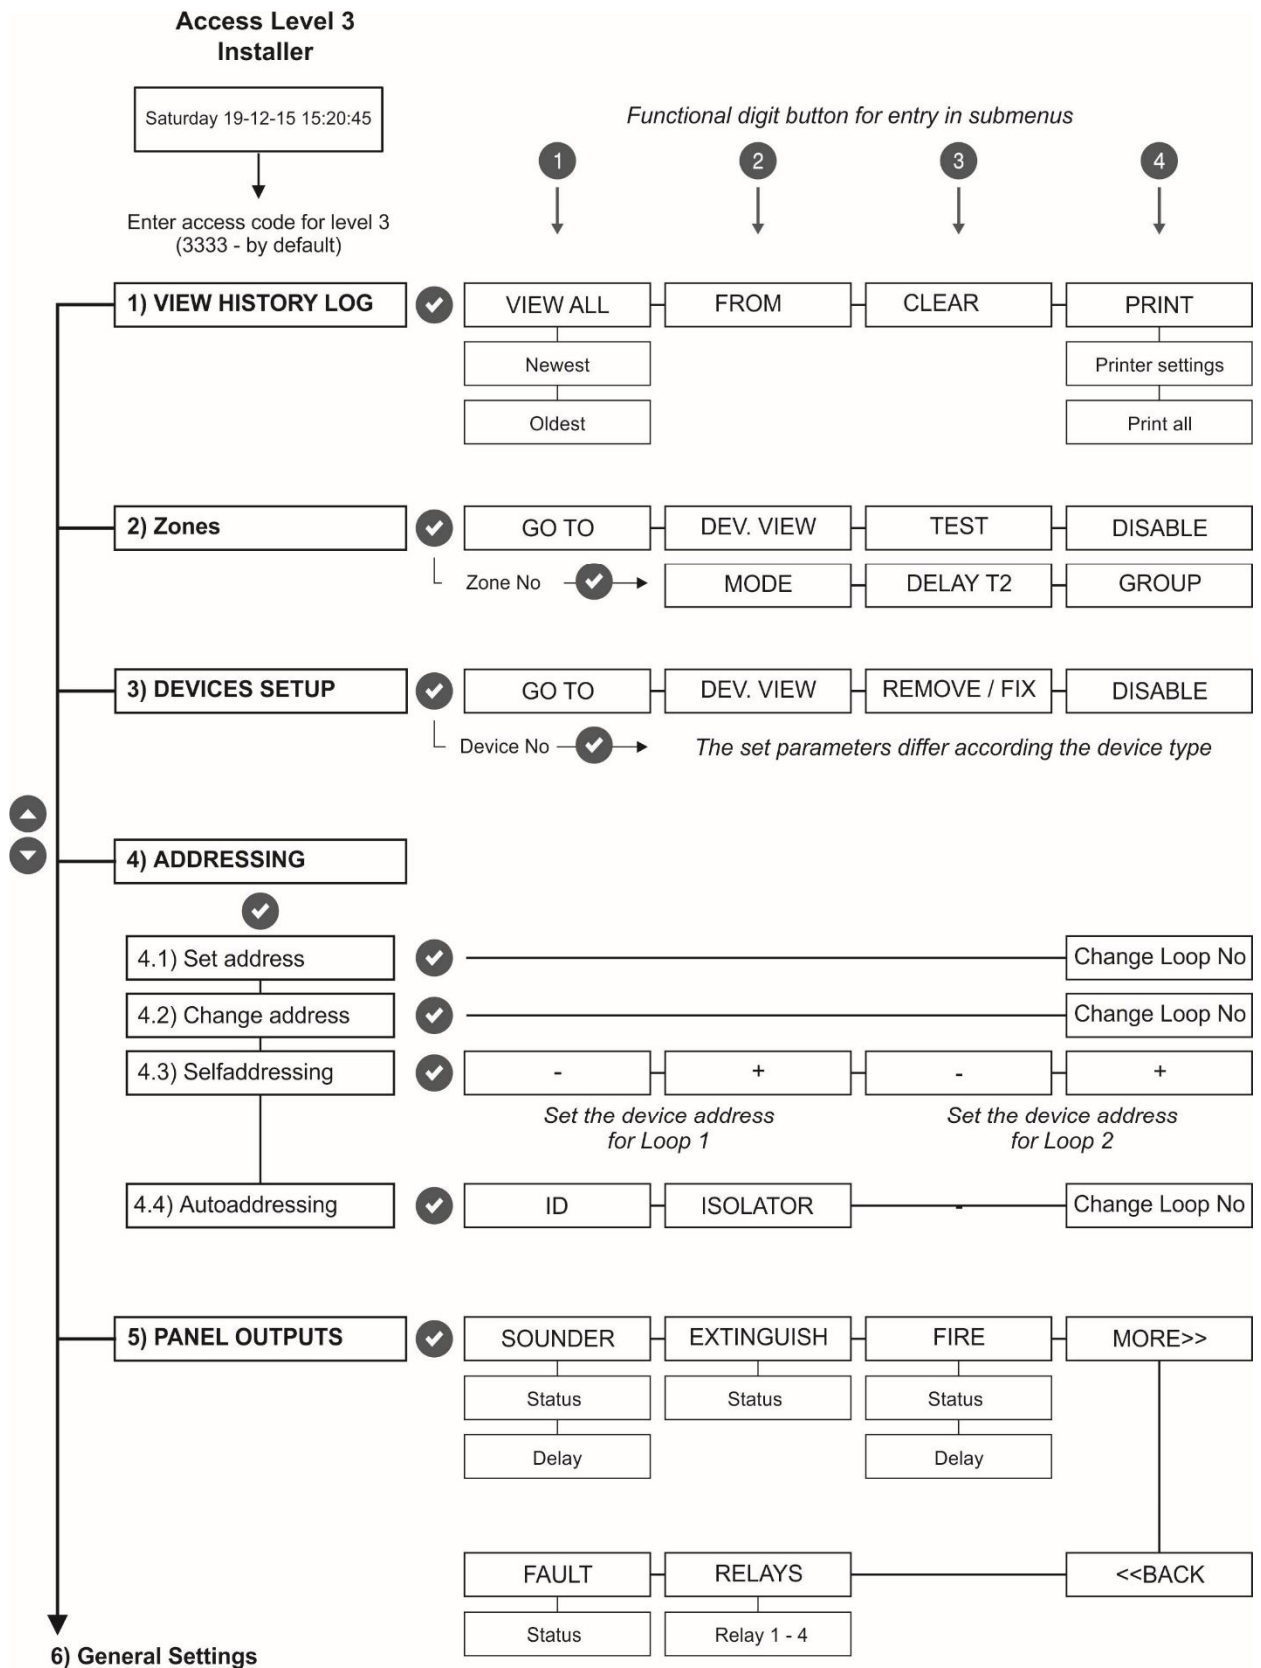 Access Level 3
Installer
Saturday 19-12-15 15:20:45
Functional digit button for entry in submenus
1 2 3 4
Enter access code for level 3
(3333 - by default)
1) VIEW HISTORY LOG VIEW ALL FROM CLEAR PRINT
Newest Printer settings
Oldest Print all
2) Zones GO TO DEV. VIEW TEST DISABLE
Zone No MODE DELAY T2 GROUP
3) DEVICES SETUP GO TO DEV. VIEW REMOVE / FIX DISABLE
Device No The set parameters differ according the device type
4) ADDRESSING
4.1) Set address Change Loop No
4.2) Change address Change Loop No
4.3) Selfaddressing - + - +
Set the device address Set the device address
for Loop 1 for Loop 2
4.4) Autoaddressing ID ISOLATOR - Change Loop No
5) PANEL OUTPUTS SOUNDER EXTINGUISH FIRE MORE>>
Status Status Status
Delay Delay
FAULT RELAYS <<BACK
Status Relay 1 - 4
6) General Settings